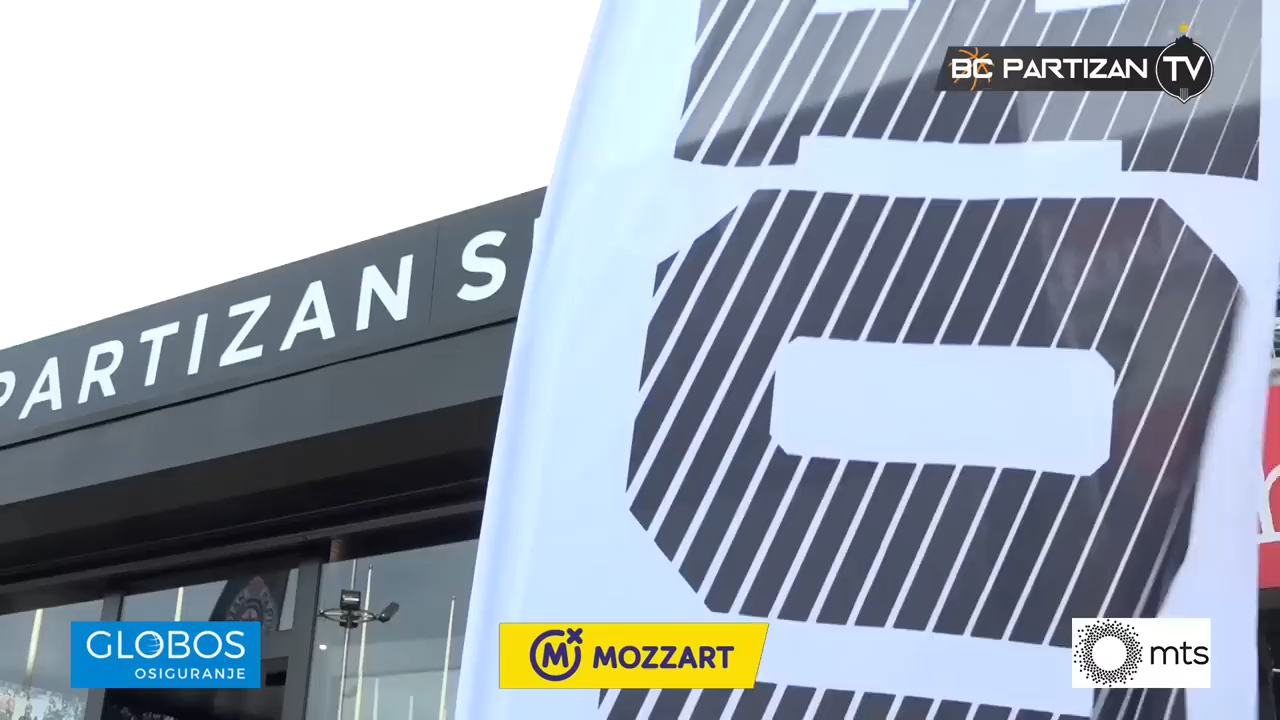 BC PARTIZAN TV
PARTIZAN S
GLOBOS
OSIGURANJE
MOZZART
mts